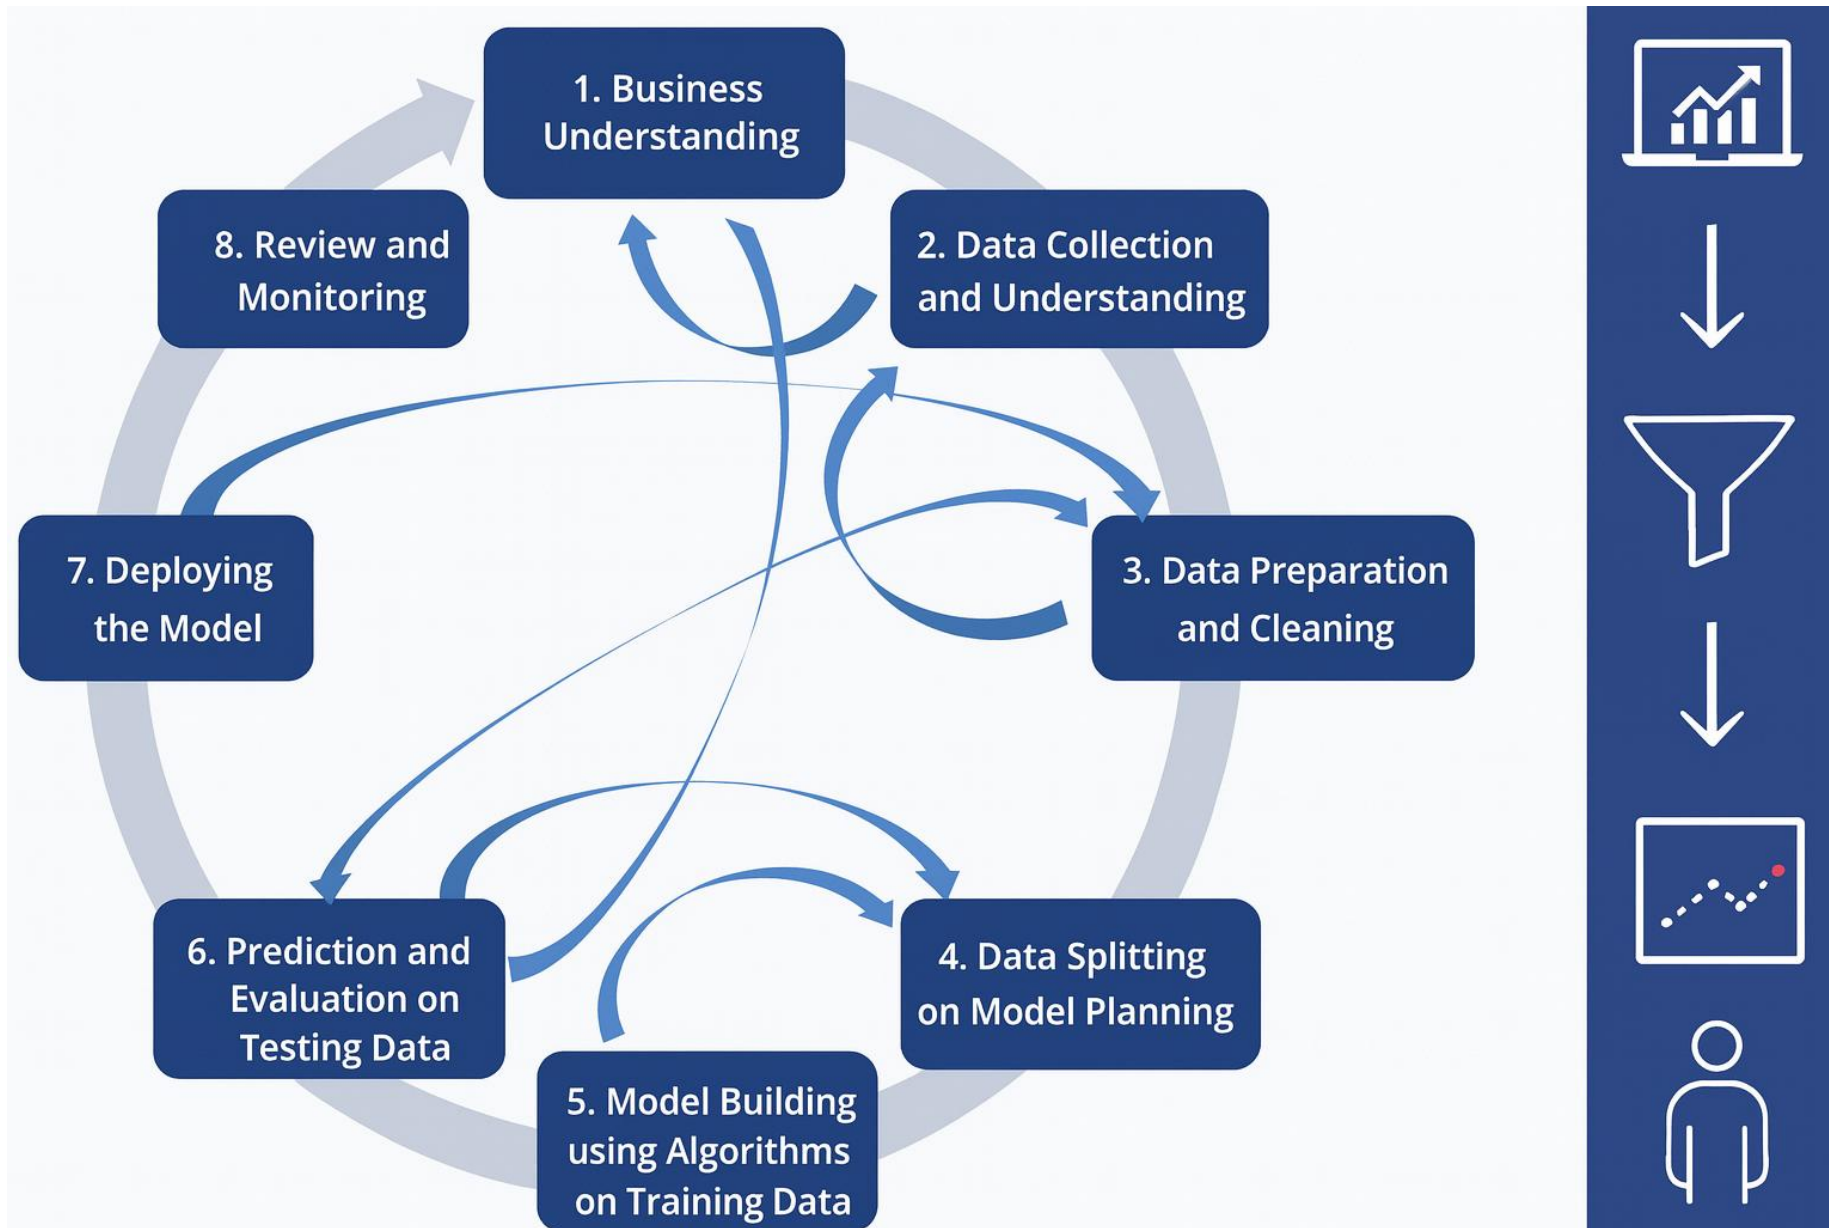 1. Business
Understanding
2. Data Collection
and Understanding
3. Data Preparation
and Cleaning
4. Data Splitting
on Model Planning
5. Model Building
using Algorithms
on Training Data
6. Prediction and
Evaluation on
Testing Data
7. Deploying
the Model
8. Review and
Monitoring